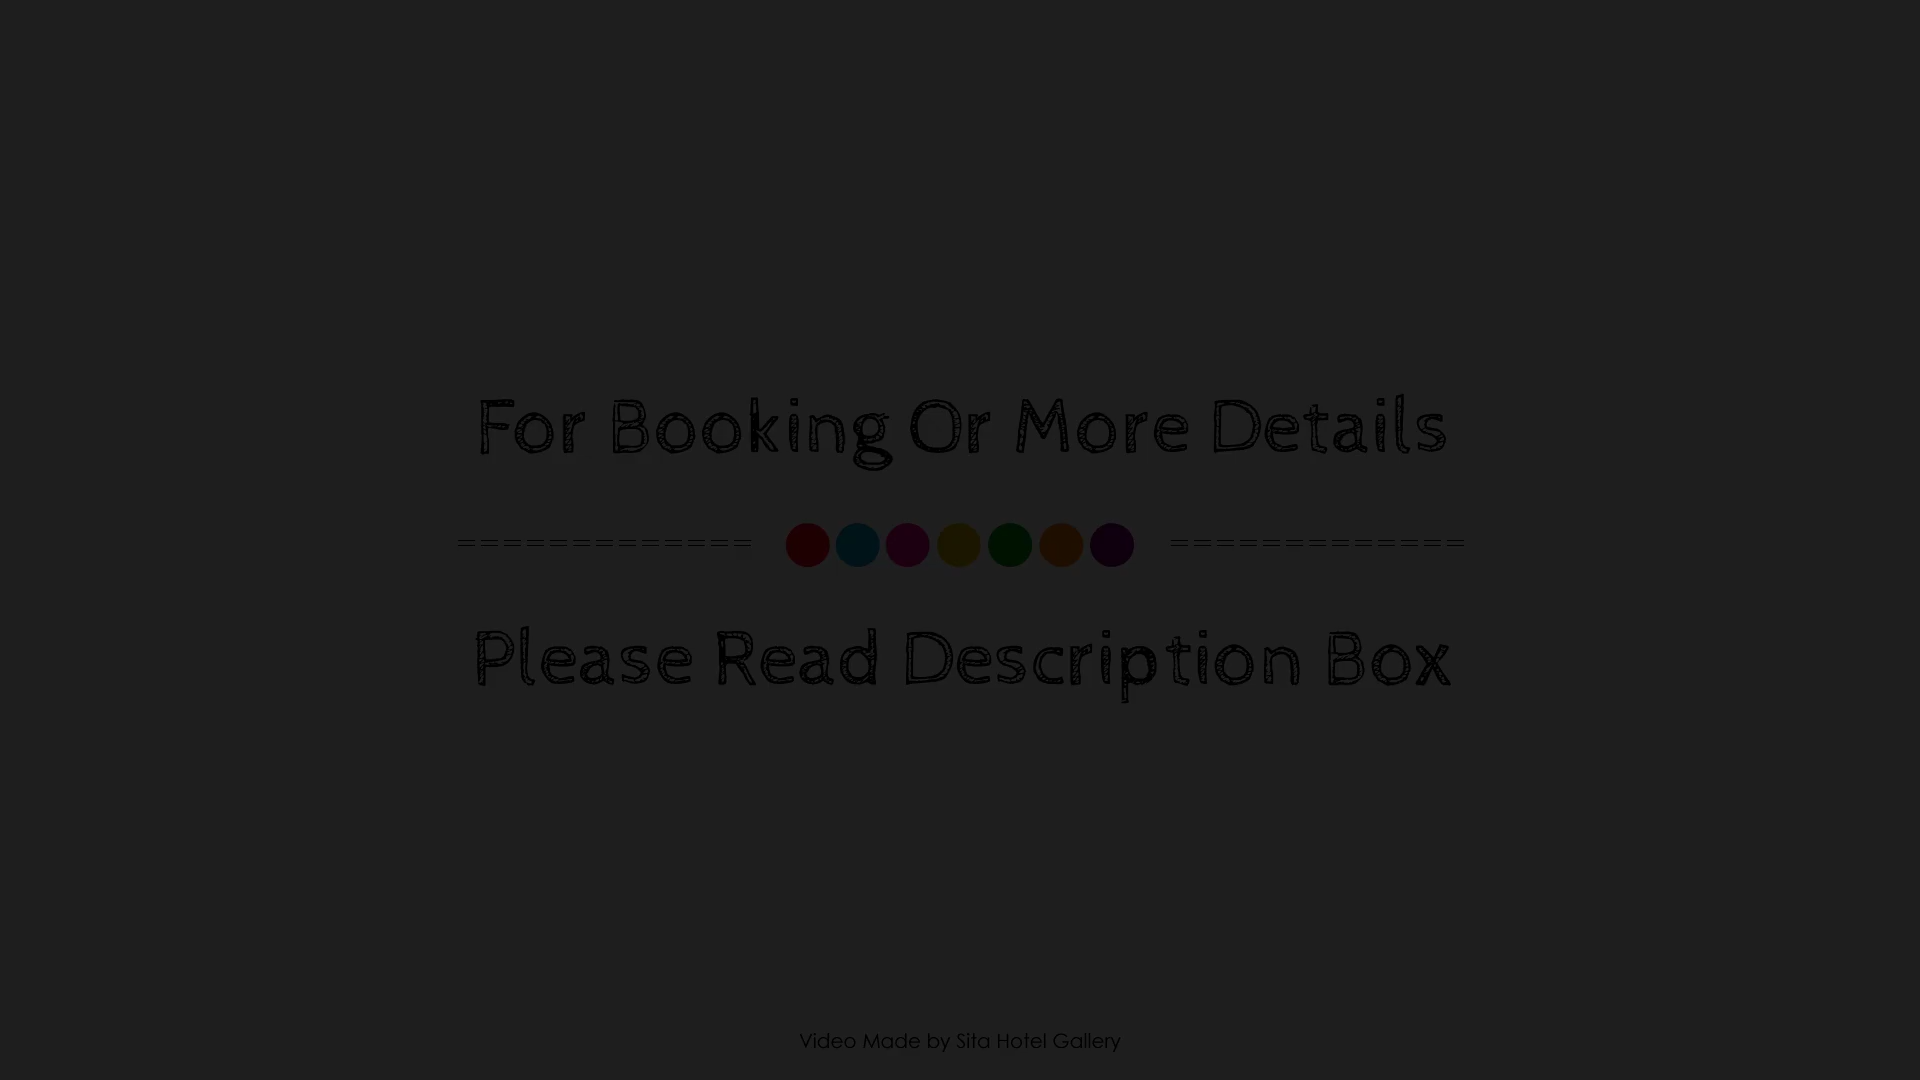 For Booking Or More Details
============= =============
Please Read Description Box
Video Made by Sita Hotel Gallery